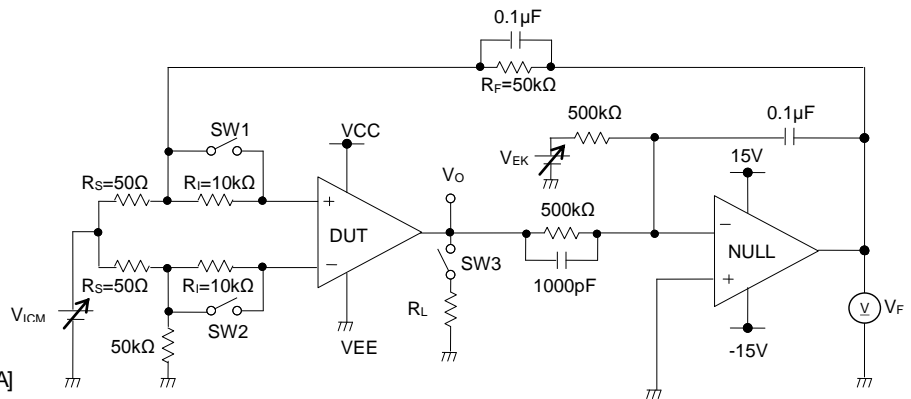 0.1µF
RF=50kΩ
500kΩ
0.1µF
SW1
VCC
VEK
15V
RS=50Ω
RI=10kΩ
VO
500kΩ
+
DUT
−
−
NULL
+
SW3
RS=50Ω
RI=10kΩ
1000pF
VICM
SW2
RL
V
VF
50kΩ
VEE
-15V
A]